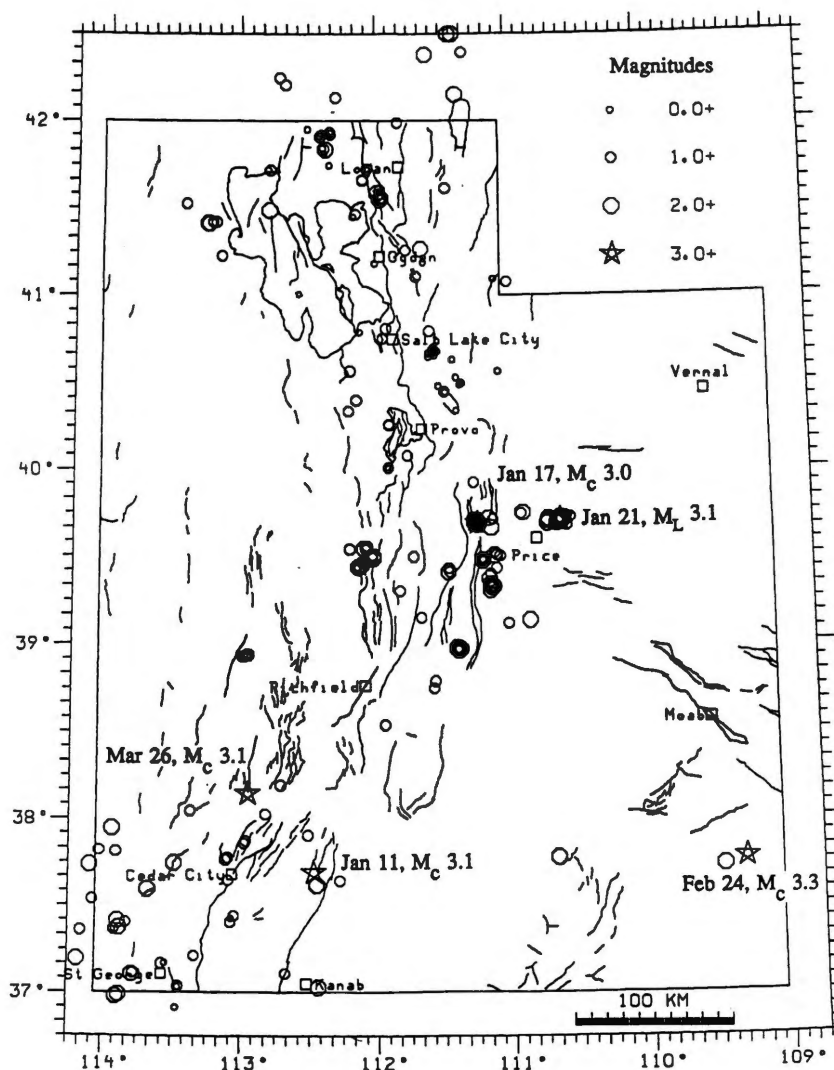 Magnitudes
0.0+
1.0+
2.0+
3.0+
42°
41°
40°
39°
38°
37°
Logan
Ogden
Salt Lake City
Vernal
Provo
Jan 17, Mc 3.0
Jan 21, ML 3.1
Price
Richfield
Moab
Mar 26, Mc 3.1
Jan 11, Mc 3.1
Feb 24, Mc 3.3
Cedar City
St George
Kanab
100 KM
114° 113° 112° 111° 110° 109°